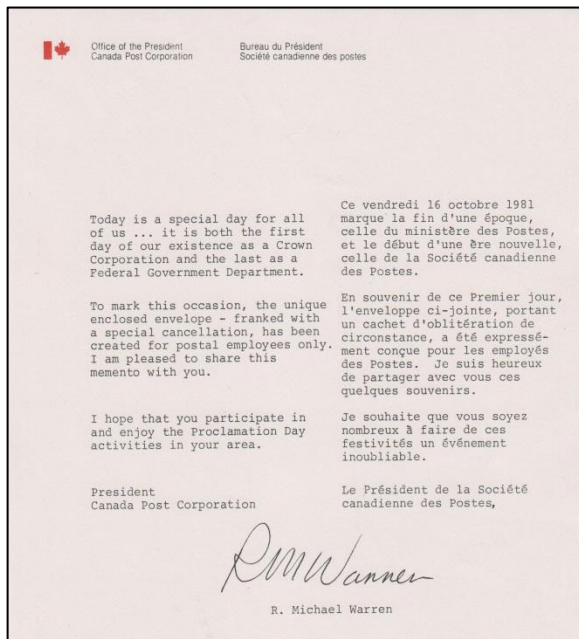 Office of the President
Canada Post Corporation
Bureau du Président
Société canadienne des postes
Today is a special day for all
of us ... it is both the first
day of our existence as a Crown
Corporation and the last as a
Federal Government Department.
To mark this occasion, the unique
enclosed envelope - franked with
a special cancellation, has been
created for postal employees only.
I am pleased to share this
memento with you.
I hope that you participate in
and enjoy the Proclamation Day
activities in your area.
President
Canada Post Corporation
Ce vendredi 16 octobre 1981
marque la fin d'une époque,
celle du ministère des Postes,
et le début d'une ère nouvelle,
celle de la Société canadienne
des Postes.
En souvenir de ce Premier jour,
l'enveloppe ci-jointe, portant
un cachet d'oblitération de
circonstance, a été expressé-
ment conçue pour les employés
des Postes. Je suis heureux
de partager avec vous ces
quelques souvenirs.
Je souhaite que vous soyez
nombreux à faire de ces
festivités un événement
inoubliable.
Le Président de la Société
canadienne des Postes,
RMWarren
R. Michael Warren